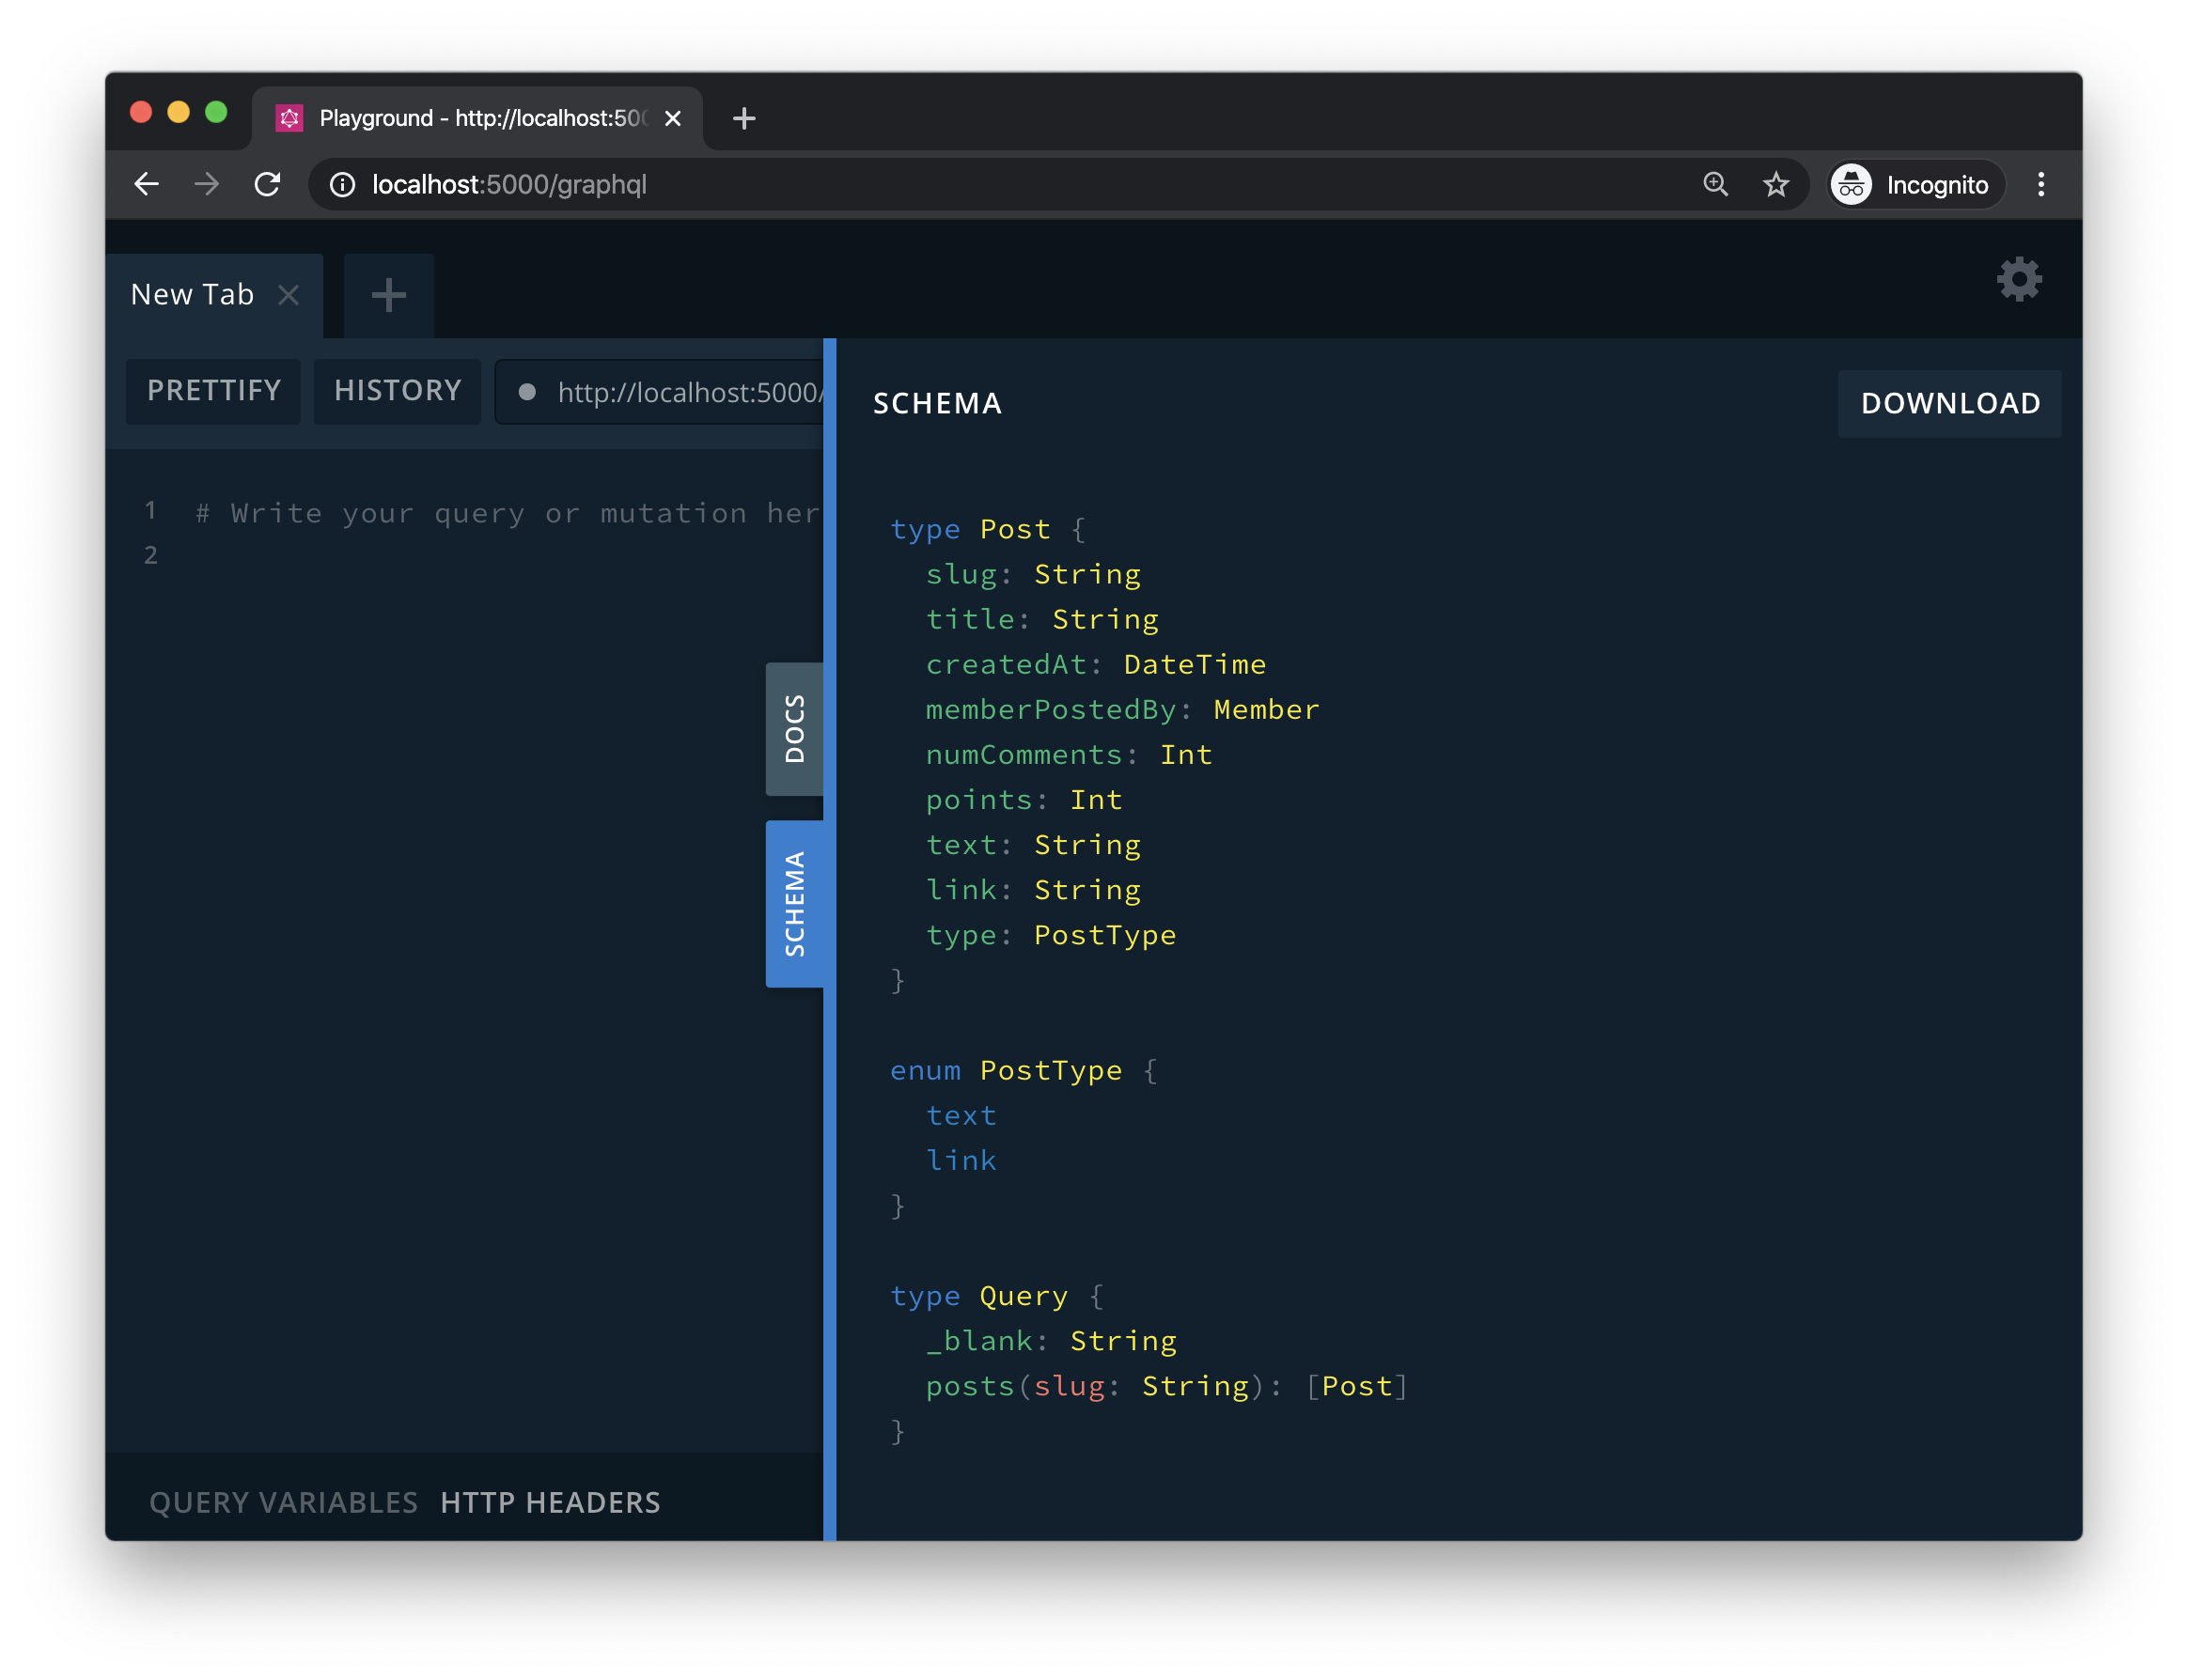 Playground - http://localhost:500
localhost:5000/graphql
Incognito
New Tab
PRETTIFY
HISTORY
http://localhost:5000/
1 # Write your query or mutation her
2
DOCS
SCHEMA
SCHEMA
DOWNLOAD
type Post {
  slug: String
  title: String
  createdAt: DateTime
  memberPostedBy: Member
  numComments: Int
  points: Int
  text: String
  link: String
  type: PostType
}
enum PostType {
  text
  link
}
type Query {
  _blank: String
  posts(slug: String): [Post]
}
QUERY VARIABLES HTTP HEADERS